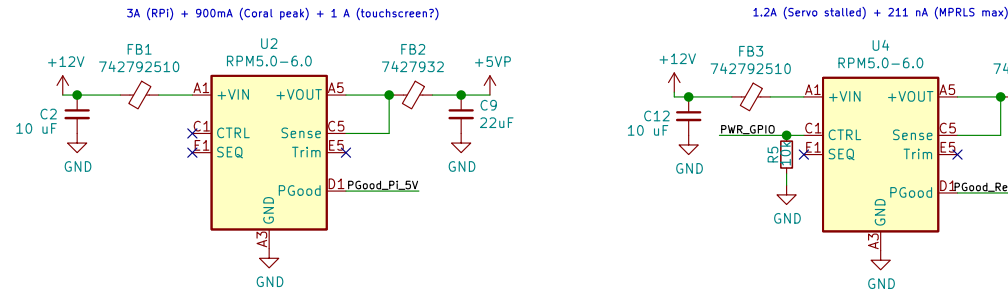 3A (RPi) + 900mA (Coral peak) + 1 A (touchscreen?)
+12V
FB1
742792510
C2
10 uF
GND
U2
RPM5.0-6.0
A1
+VIN
C1
CTRL
E1
SEQ
A5
+VOUT
C5
Sense
E5
Trim
D1
PGood
PGood_Pi_5V
GND
A3
GND
FB2
7427932
+5VP
C9
22uF
GND
1.2A (Servo stalled) + 211 nA (MPRLS max)
+12V
FB3
742792510
C12
10 uF
GND
PWR_GPIO
R5
10k
GND
U4
RPM5.0-6.0
A1
+VIN
C1
CTRL
E1
SEQ
A5
+VOUT
C5
Sense
E5
Trim
D1
PGood
PGood_Re
GND
A3
GND
74